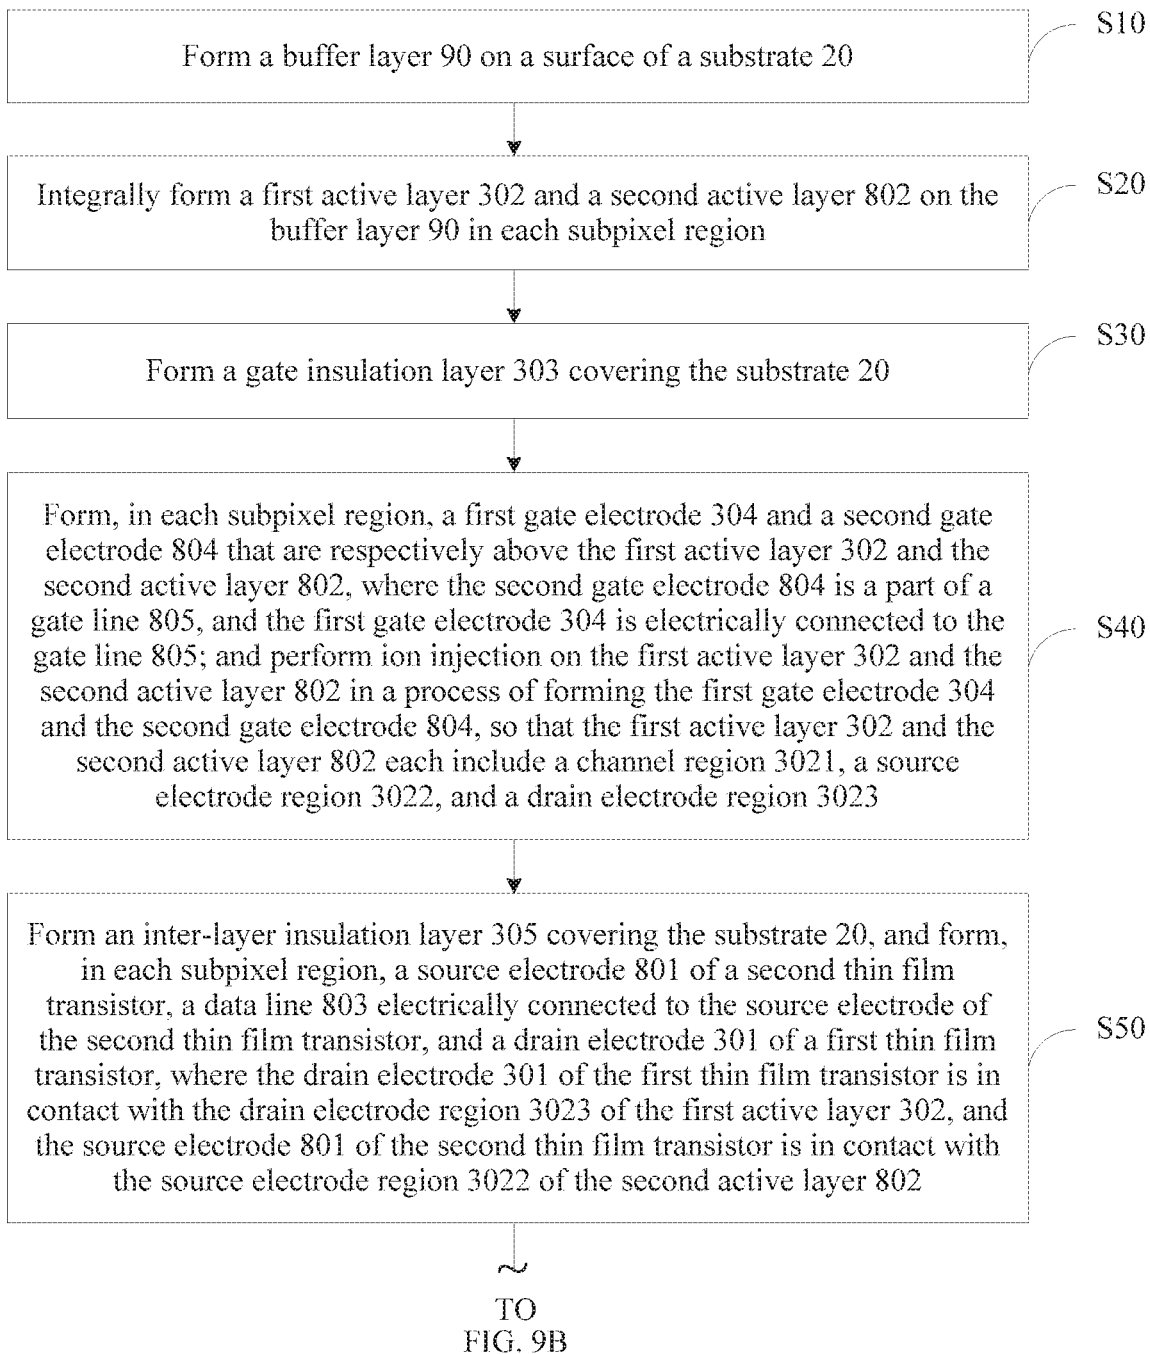 Form a buffer layer 90 on a surface of a substrate 20
S10
Integrally form a first active layer 302 and a second active layer 802 on the
buffer layer 90 in each subpixel region
S20
Form a gate insulation layer 303 covering the substrate 20
S30
Form, in each subpixel region, a first gate electrode 304 and a second gate
electrode 804 that are respectively above the first active layer 302 and the
second active layer 802, where the second gate electrode 804 is a part of a
gate line 805, and the first gate electrode 304 is electrically connected to the
gate line 805; and perform ion injection on the first active layer 302 and the
second active layer 802 in a process of forming the first gate electrode 304
and the second gate electrode 804, so that the first active layer 302 and the
second active layer 802 each include a channel region 3021, a source
electrode region 3022, and a drain electrode region 3023
S40
Form an inter-layer insulation layer 305 covering the substrate 20, and form,
in each subpixel region, a source electrode 801 of a second thin film
transistor, a data line 803 electrically connected to the source electrode of
the second thin film transistor, and a drain electrode 301 of a first thin film
transistor, where the drain electrode 301 of the first thin film transistor is in
contact with the drain electrode region 3023 of the first active layer 302, and
the source electrode 801 of the second thin film transistor is in contact with
the source electrode region 3022 of the second active layer 802
S50
TO
FIG. 9B